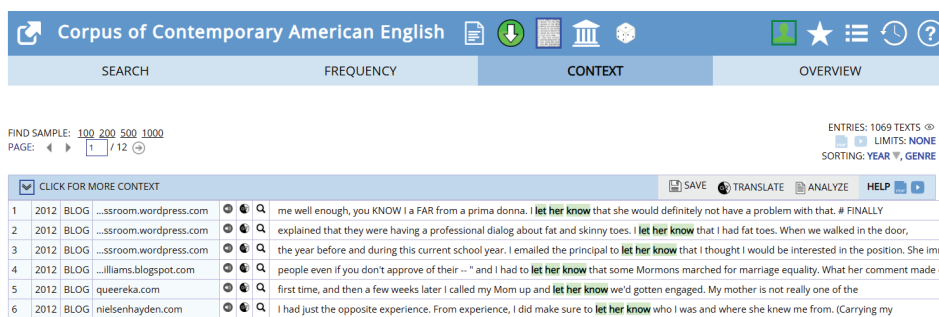 Corpus of Contemporary American English
SEARCH FREQUENCY CONTEXT OVERVIEW
FIND SAMPLE: 100 200 500 1000
PAGE: 1 / 12
ENTRIES: 1069 TEXTS
LIMITS: NONE
SORTING: YEAR, GENRE
CLICK FOR MORE CONTEXT SAVE TRANSLATE ANALYZE HELP
1 2012 BLOG ...ssroom.wordpress.com me well enough, you KNOW I a FAR from a prima donna. I let her know that she would definitely not have a problem with that. # FINALLY
2 2012 BLOG ...ssroom.wordpress.com explained that they were having a professional dialog about fat and skinny toes. I let her know that I had fat toes. When we walked in the door,
3 2012 BLOG ...ssroom.wordpress.com the year before and during this current school year. I emailed the principal to let her know that I thought I would be interested in the position. She imm
4 2012 BLOG ...illiams.blogspot.com people even if you don't approve of their -- " and I had to let her know that some Mormons marched for marriage equality. What her comment made
5 2012 BLOG queereka.com first time, and then a few weeks later I called my Mom up and let her know we'd gotten engaged. My mother is not really one of the
6 2012 BLOG nielsenhayden.com I had just the opposite experience. From experience, I did make sure to let her know who I was and where she knew me from. (Carrying my